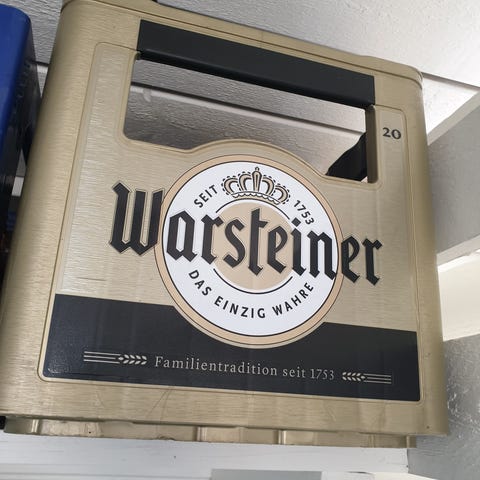 20
SEIT 1753
Warsteiner
DAS EINZIG WAHRE
Familientradition seit 1753